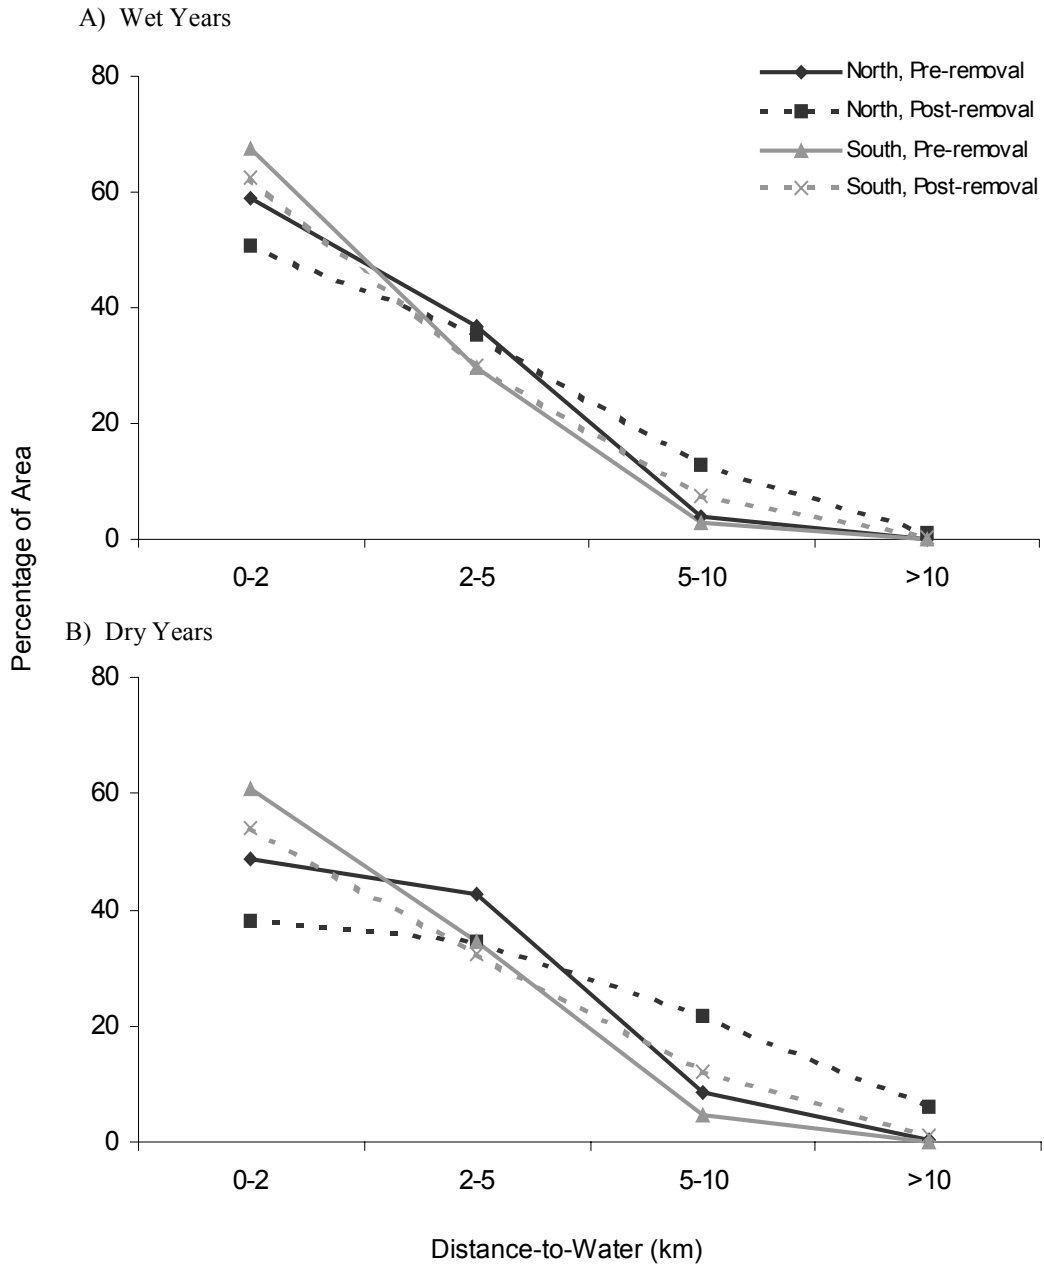 A) Wet Years
80
60
40
20
0
0-2 2-5 5-10 >10
North, Pre-removal
North, Post-removal
South, Pre-removal
South, Post-removal
Percentage of Area
B) Dry Years
80
60
40
20
0
0-2 2-5 5-10 >10
Distance-to-Water (km)